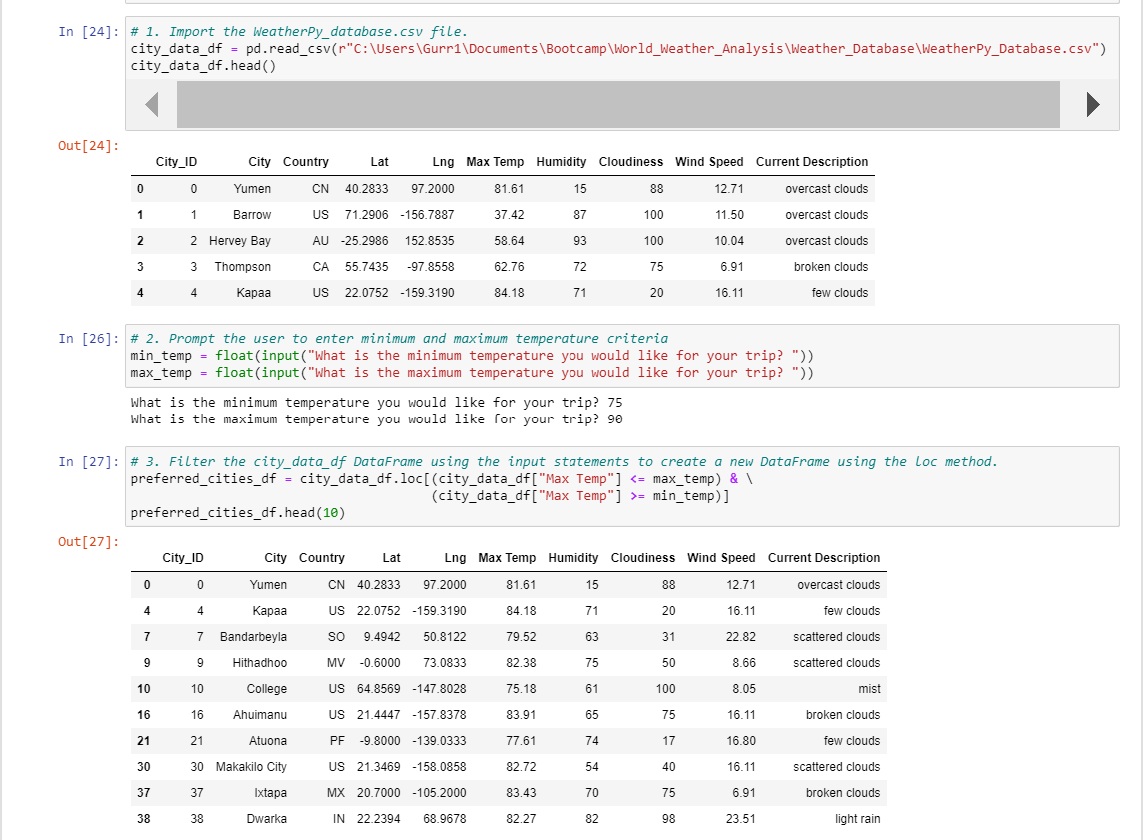 In [24]: # 1. Import the WeatherPy_database.csv file.
city_data_df = pd.read_csv(r"C:\Users\Gurr1\Documents\Bootcamp\World_Weather_Analysis\Weather_Database\WeatherPy_Database.csv")
city_data_df.head()
Out[24]:
City_ID City Country Lat Lng Max Temp Humidity Cloudiness Wind Speed Current Description
0 0 Yumen CN 40.2833 97.2000 81.61 15 88 12.71 overcast clouds
1 1 Barrow US 71.2906 -156.7887 37.42 87 100 11.50 overcast clouds
2 2 Hervey Bay AU -25.2986 152.8535 58.64 93 100 10.04 overcast clouds
3 3 Thompson CA 55.7435 -97.8558 62.76 72 75 6.91 broken clouds
4 4 Kapaa US 22.0752 -159.3190 84.18 71 20 16.11 few clouds
In [26]: # 2. Prompt the user to enter minimum and maximum temperature criteria
min_temp = float(input("What is the minimum temperature you would like for your trip? "))
max_temp = float(input("What is the maximum temperature you would like for your trip? "))
What is the minimum temperature you would like for your trip? 75
What is the maximum temperature you would like for your trip? 90
In [27]: # 3. Filter the city_data_df DataFrame using the input statements to create a new DataFrame using the loc method.
preferred_cities_df = city_data_df.loc[(city_data_df["Max Temp"] <= max_temp) & \
(city_data_df["Max Temp"] >= min_temp)]
preferred_cities_df.head(10)
Out[27]:
City_ID City Country Lat Lng Max Temp Humidity Cloudiness Wind Speed Current Description
0 0 Yumen CN 40.2833 97.2000 81.61 15 88 12.71 overcast clouds
4 4 Kapaa US 22.0752 -159.3190 84.18 71 20 16.11 few clouds
7 7 Bandarbeyla SO 9.4942 50.8122 79.52 63 31 22.82 scattered clouds
9 9 Hithadhoo MV -0.6000 73.0833 82.38 75 50 8.66 scattered clouds
10 10 College US 64.8569 -147.8028 75.18 61 100 8.05 mist
16 16 Ahuimanu US 21.4447 -157.8378 83.91 65 75 16.11 broken clouds
21 21 Atuona PF -9.8000 -139.0333 77.61 74 17 16.80 few clouds
30 30 Makakilo City US 21.3469 -158.0858 82.72 54 40 16.11 scattered clouds
37 37 Ixtapa MX 20.7000 -105.2000 83.43 70 75 6.91 broken clouds
38 38 Dwarka IN 22.2394 68.9678 82.27 82 98 23.51 light rain